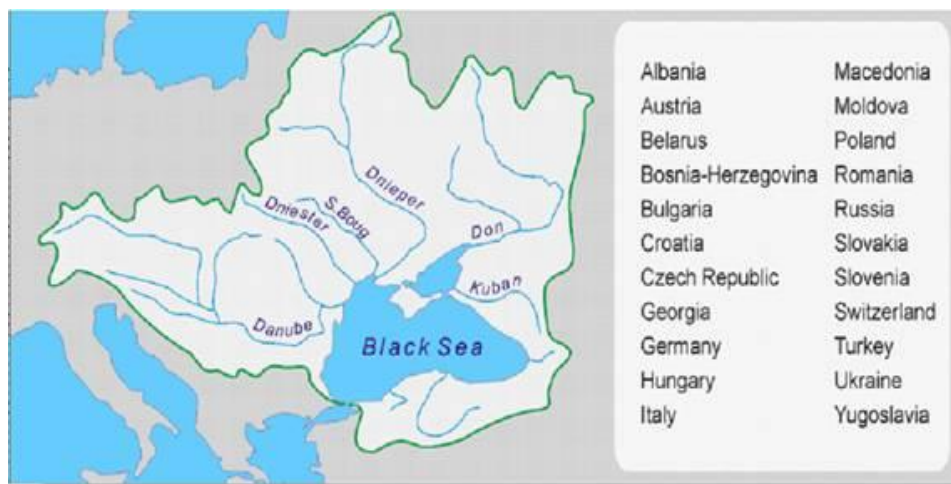 Dnieper
S.Boug
Dniester
Don
Kuban
Danube
Black Sea
Albania
Austria
Belarus
Bosnia-Herzegovina
Bulgaria
Croatia
Czech Republic
Georgia
Germany
Hungary
Italy
Macedonia
Moldova
Poland
Romania
Russia
Slovakia
Slovenia
Switzerland
Turkey
Ukraine
Yugoslavia